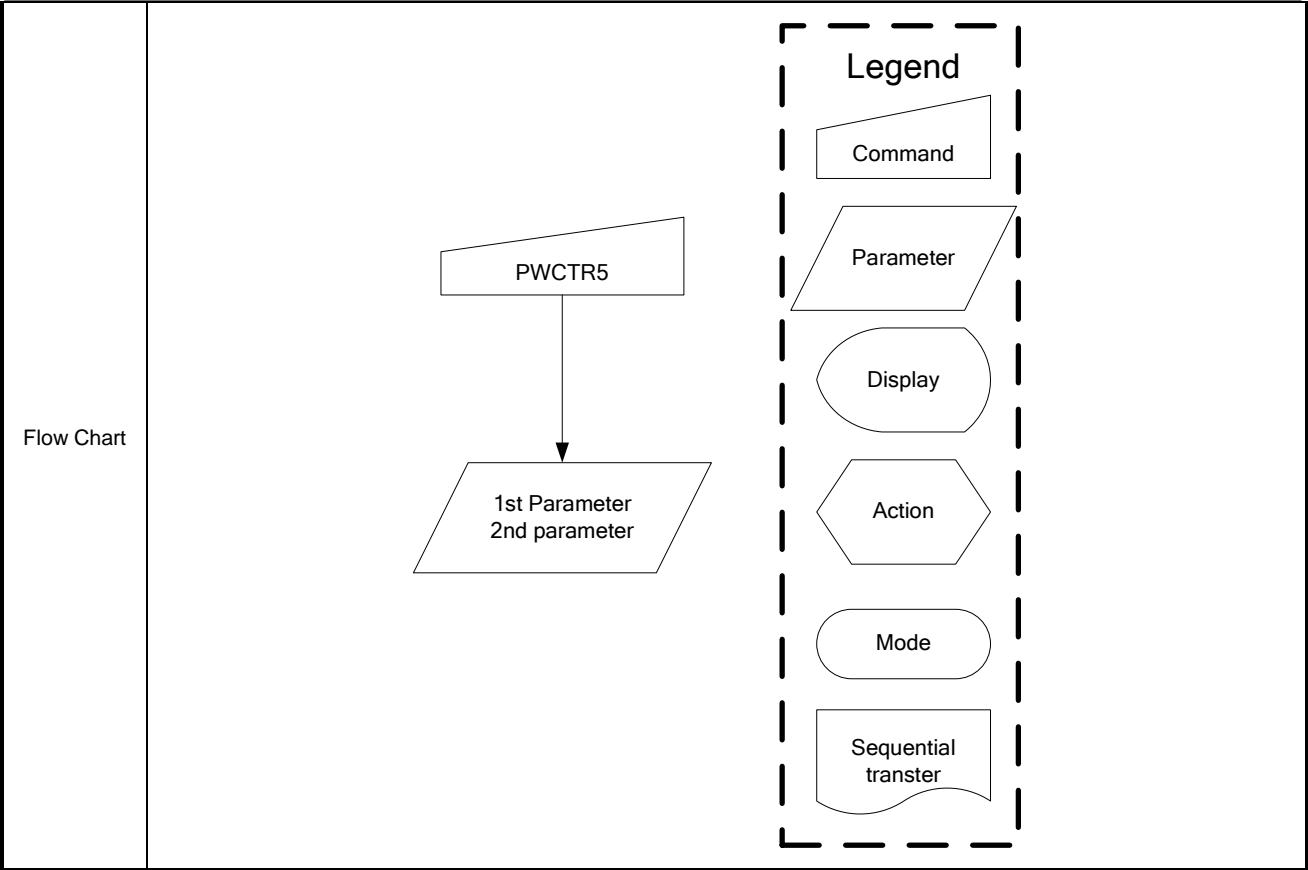 Flow Chart
PWCTR5
1st Parameter
2nd parameter
Legend
Command
Parameter
Display
Action
Mode
Sequential
transter